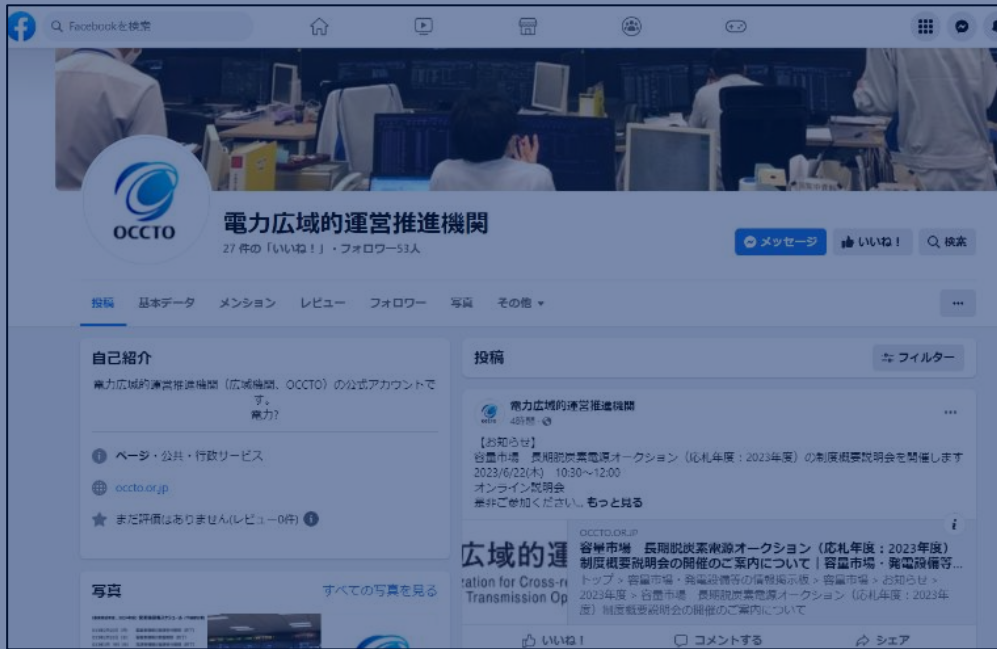 Facebookを検索
OCCTO
電力広域的運営推進機関
27 件の「いいね！」・フォロワー53人
メッセージ
いいね！
検索
投稿
基本データ
メンション
レビュー
フォロワー
写真
その他
自己紹介
電力広域的運営推進機関（広域機関、OCCTO）の公式アカウントで
す。
電力?
ページ・公共・行政サービス
occto.or.jp
まだ評価はありません(レビュー0件)
写真
すべての写真を見る
投稿
フィルター
電力広域的運営推進機関
4時間
【お知らせ】
容量市場　長期脱炭素電源オークション（応札年度：2023年度）の制度概要説明会を開催します
2023/6/22(木)　10:30～12:00
オンライン説明会
是非ご参加ください... もっと見る
広域的運
zation for Cross-re
Transmission Op
OCCTO.OR.JP
容量市場　長期脱炭素電源オークション（応札年度：2023年度）
制度概要説明会の開催のご案内について｜容量市場・発電設備等...
トップ > 容量市場・発電設備等の情報掲示板 > 容量市場 > お知らせ >
2023年度 > 容量市場　長期脱炭素電源オークション（応札年度：2023年
度）制度概要説明会の開催のご案内について
いいね！
コメントする
シェア